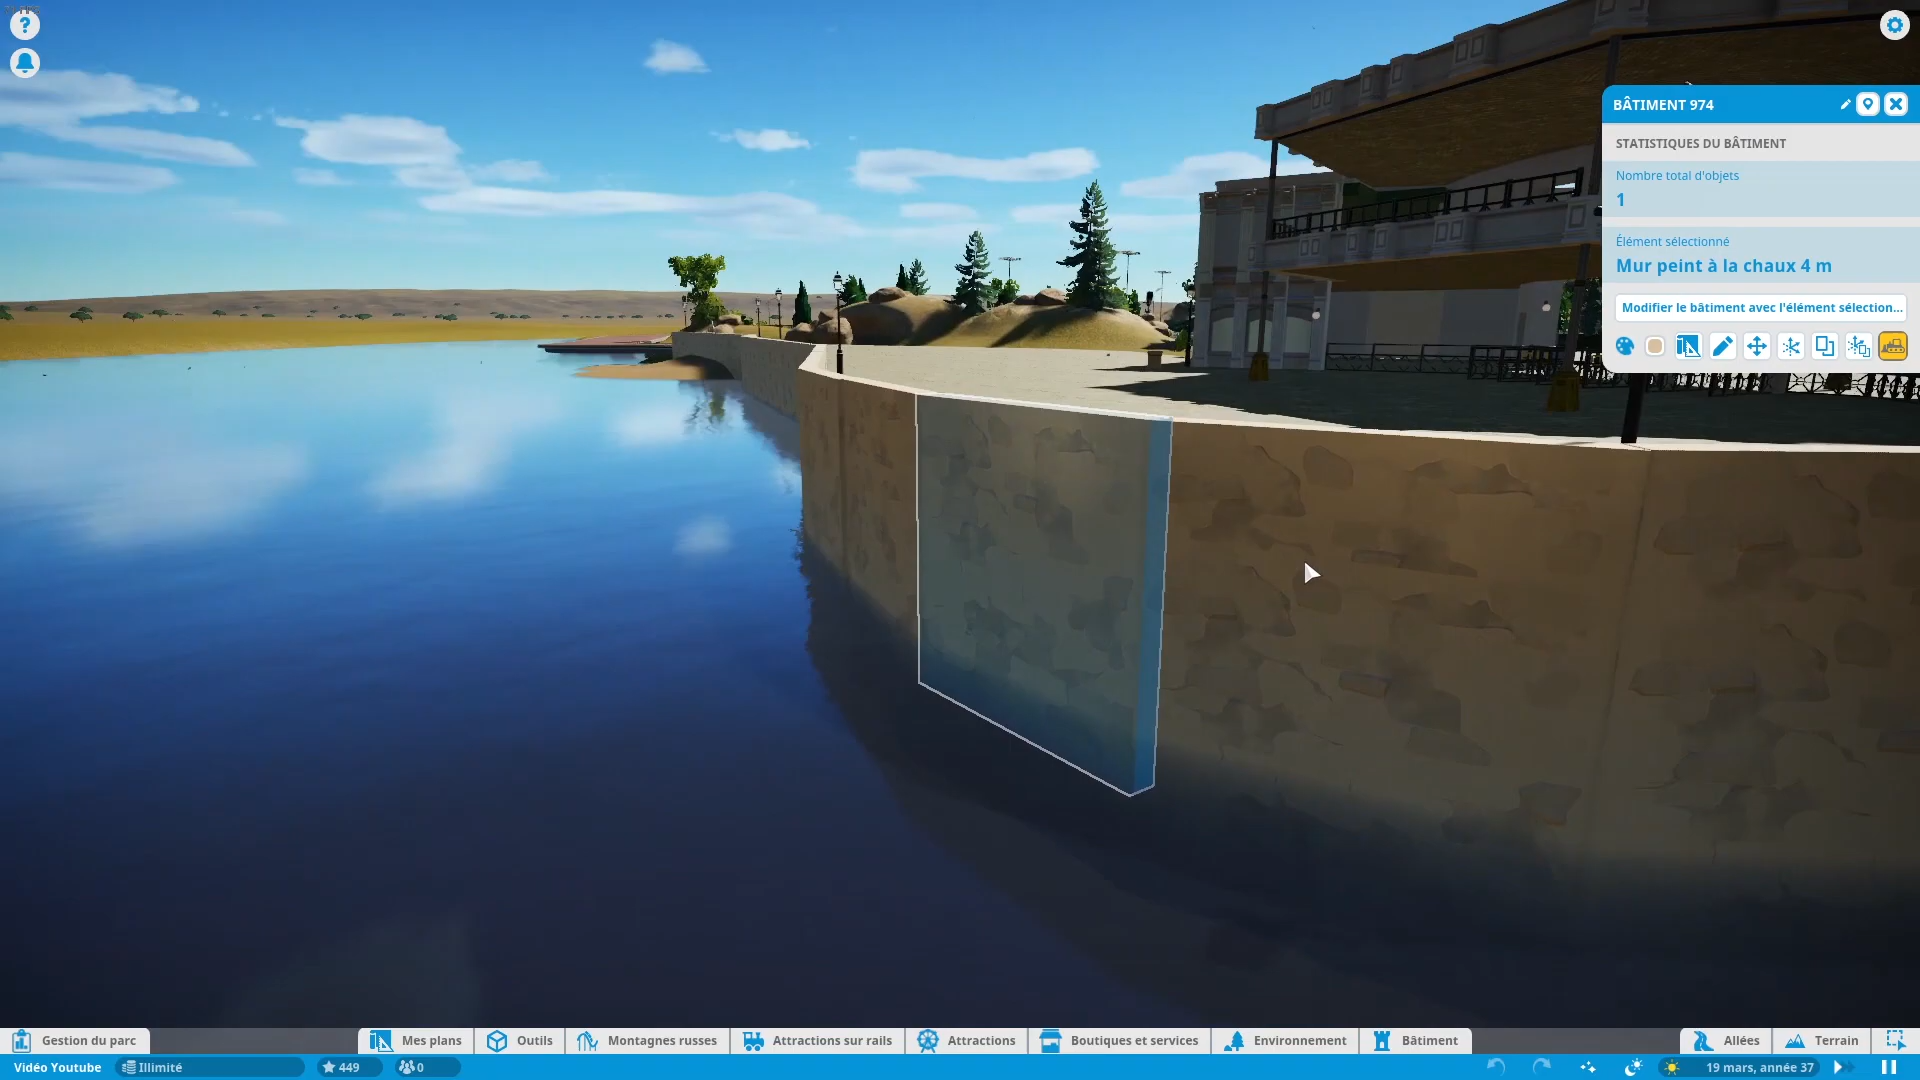 BÂTIMENT 974
STATISTIQUES DU BÂTIMENT
Nombre total d'objets
1
Élément sélectionné
Mur peint à la chaux 4 m
Modifier le bâtiment avec l'élément sélection...
Gestion du parc
Mes plans
Outils
Montagnes russes
Attractions sur rails
Attractions
Boutiques et services
Environnement
Bâtiment
Allées
Terrain
Vidéo Youtube
Illimité
449
0
19 mars, année 37